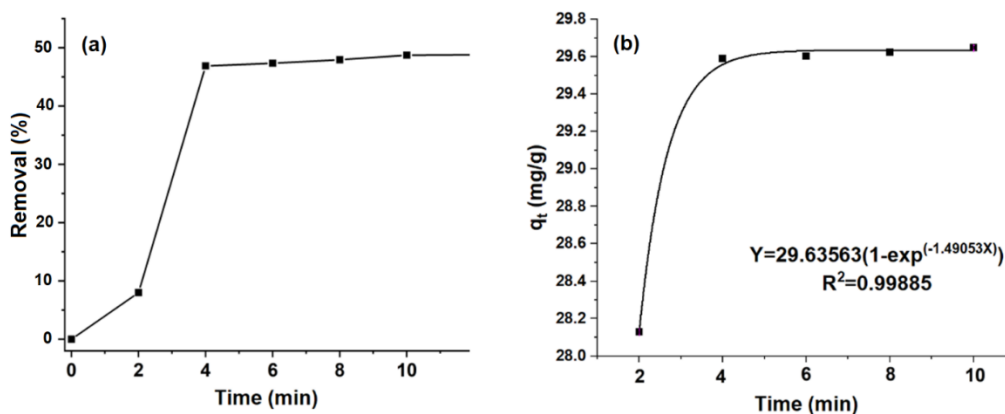 (a)
Removal (%)
50
40
30
20
10
0
0 2 4 6 8 10
Time (min)
(b)
qt (mg/g)
29.8
29.6
29.4
29.2
29.0
28.8
28.6
28.4
28.2
28.0
Y=29.63563(1-exp(-1.49053X))
R2=0.99885
2 4 6 8 10
Time (min)